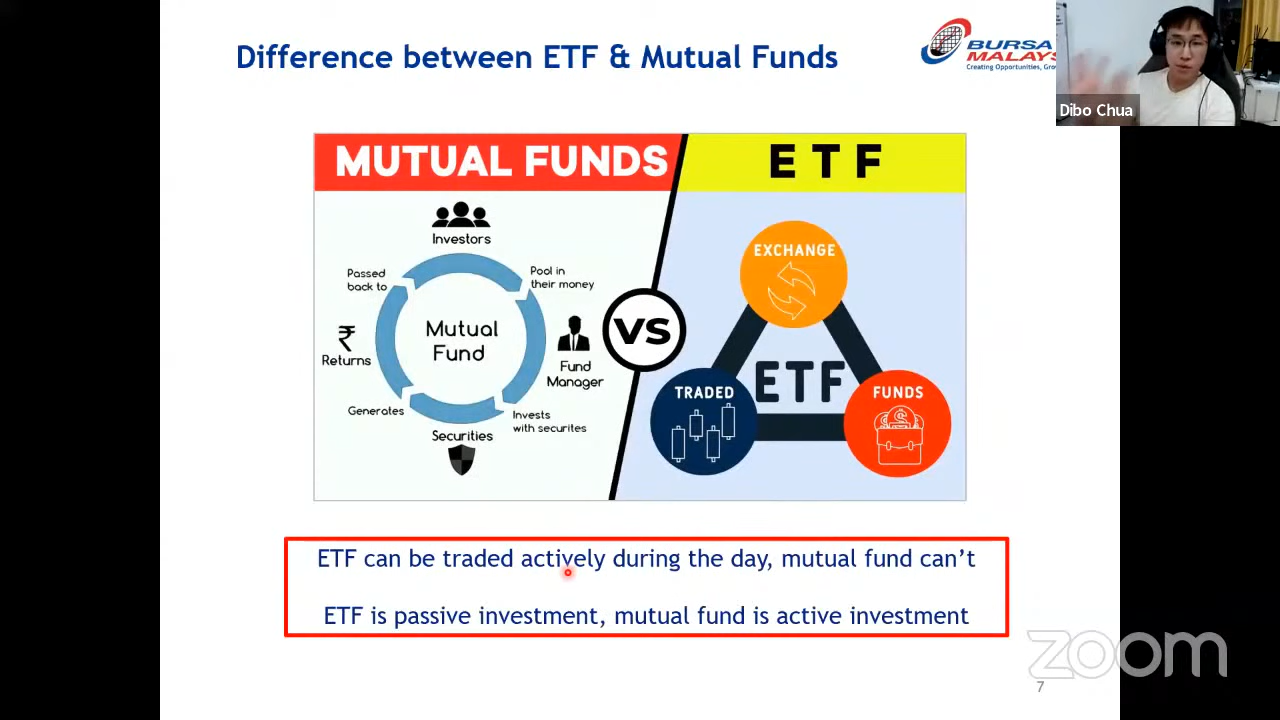 Difference between ETF & Mutual Funds
BURSA
MALAYS
Creating Opportunities, Grow
Dibo Chua
MUTUAL FUNDS
ETF
Investors
Passed
back to
Pool in
their money
Mutual
Fund
VS
₹
Returns
Fund
Manager
Generates
Invests
with securites
Securities
EXCHANGE
ETF
TRADED
FUNDS
$
ETF can be traded actively during the day, mutual fund can't
ETF is passive investment, mutual fund is active investment
zoom
7